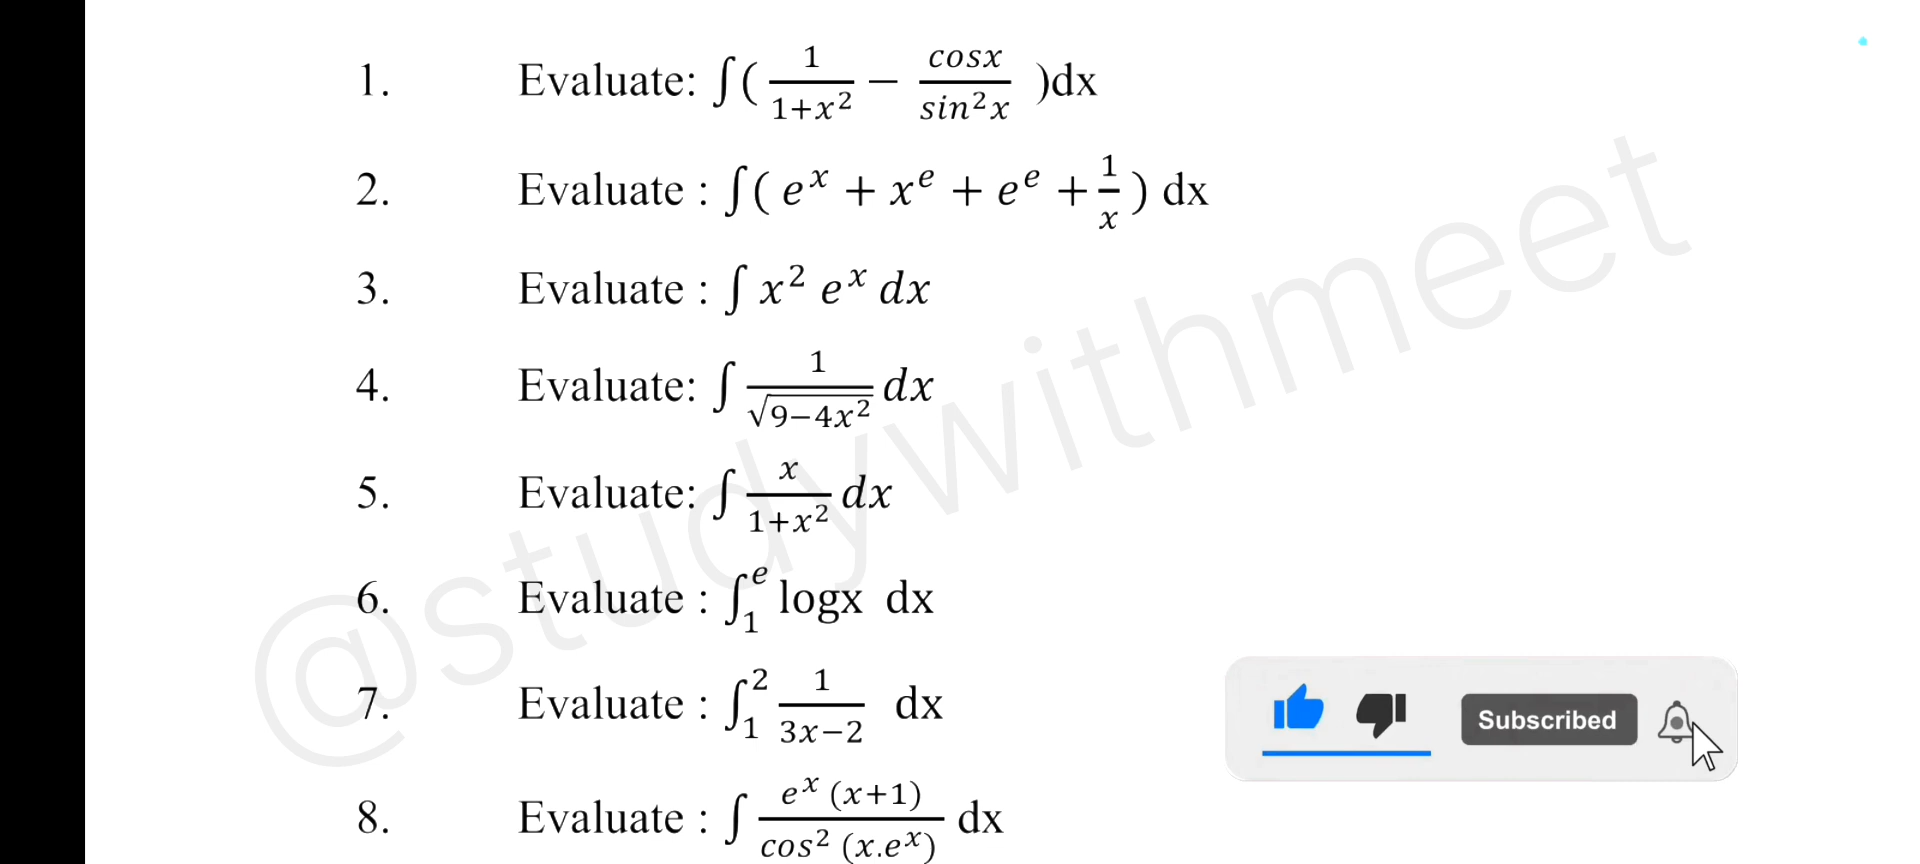 1. Evaluate: ∫( 1/(1+x²) − cosx/sin²x )dx
2. Evaluate : ∫( eˣ + xᵉ + eᵉ + 1/x ) dx
3. Evaluate : ∫ x² eˣ dx
4. Evaluate: ∫ 1/√(9−4x²) dx
5. Evaluate: ∫ x/(1+x²) dx
6. Evaluate : ∫₁ᵉ logx dx
7. Evaluate : ∫₁² 1/(3x−2) dx
8. Evaluate : ∫ eˣ (x+1)/cos² (x.eˣ) dx
@studywithmeet
Subscribed